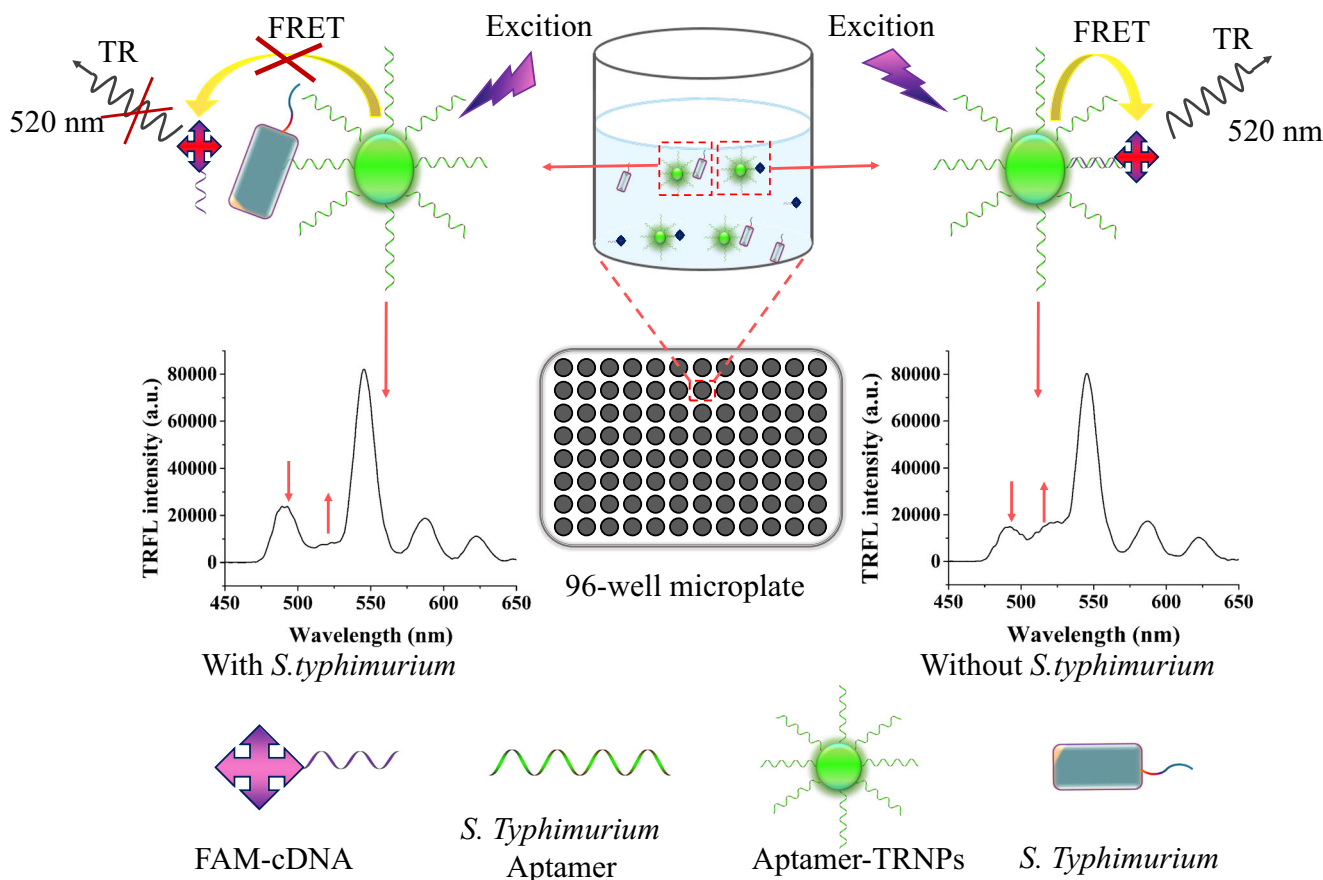 FRET
Excition
Excition
FRET
TR
TR
520 nm
520 nm
80000
60000
40000
20000
0
TRFL intensity (a.u.)
450 500 550 600 650
Wavelength (nm)
With S.typhimurium
96-well microplate
80000
60000
40000
20000
0
TRFL intensity (a.u.)
450 500 550 600 650
Wavelength (nm)
Without S.typhimurium
FAM-cDNA
S. Typhimurium
Aptamer
Aptamer-TRNPs
S. Typhimurium